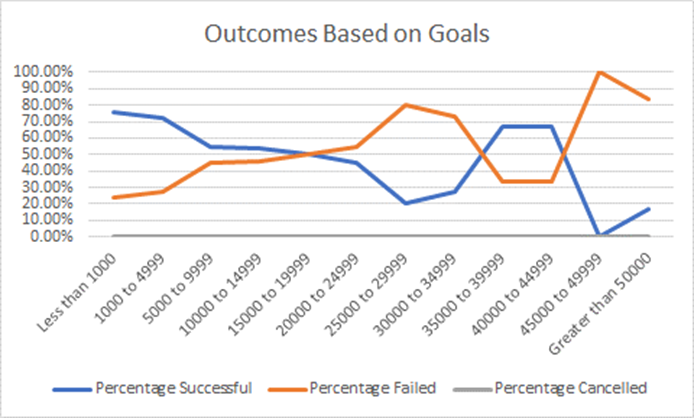 Outcomes Based on Goals
100.00%
90.00%
80.00%
70.00%
60.00%
50.00%
40.00%
30.00%
20.00%
10.00%
0.00%
Less than 1000
1000 to 4999
5000 to 9999
10000 to 14999
15000 to 19999
20000 to 24999
25000 to 29999
30000 to 34999
35000 to 39999
40000 to 44999
45000 to 49999
Greater than 50000
Percentage Successful
Percentage Failed
Percentage Cancelled